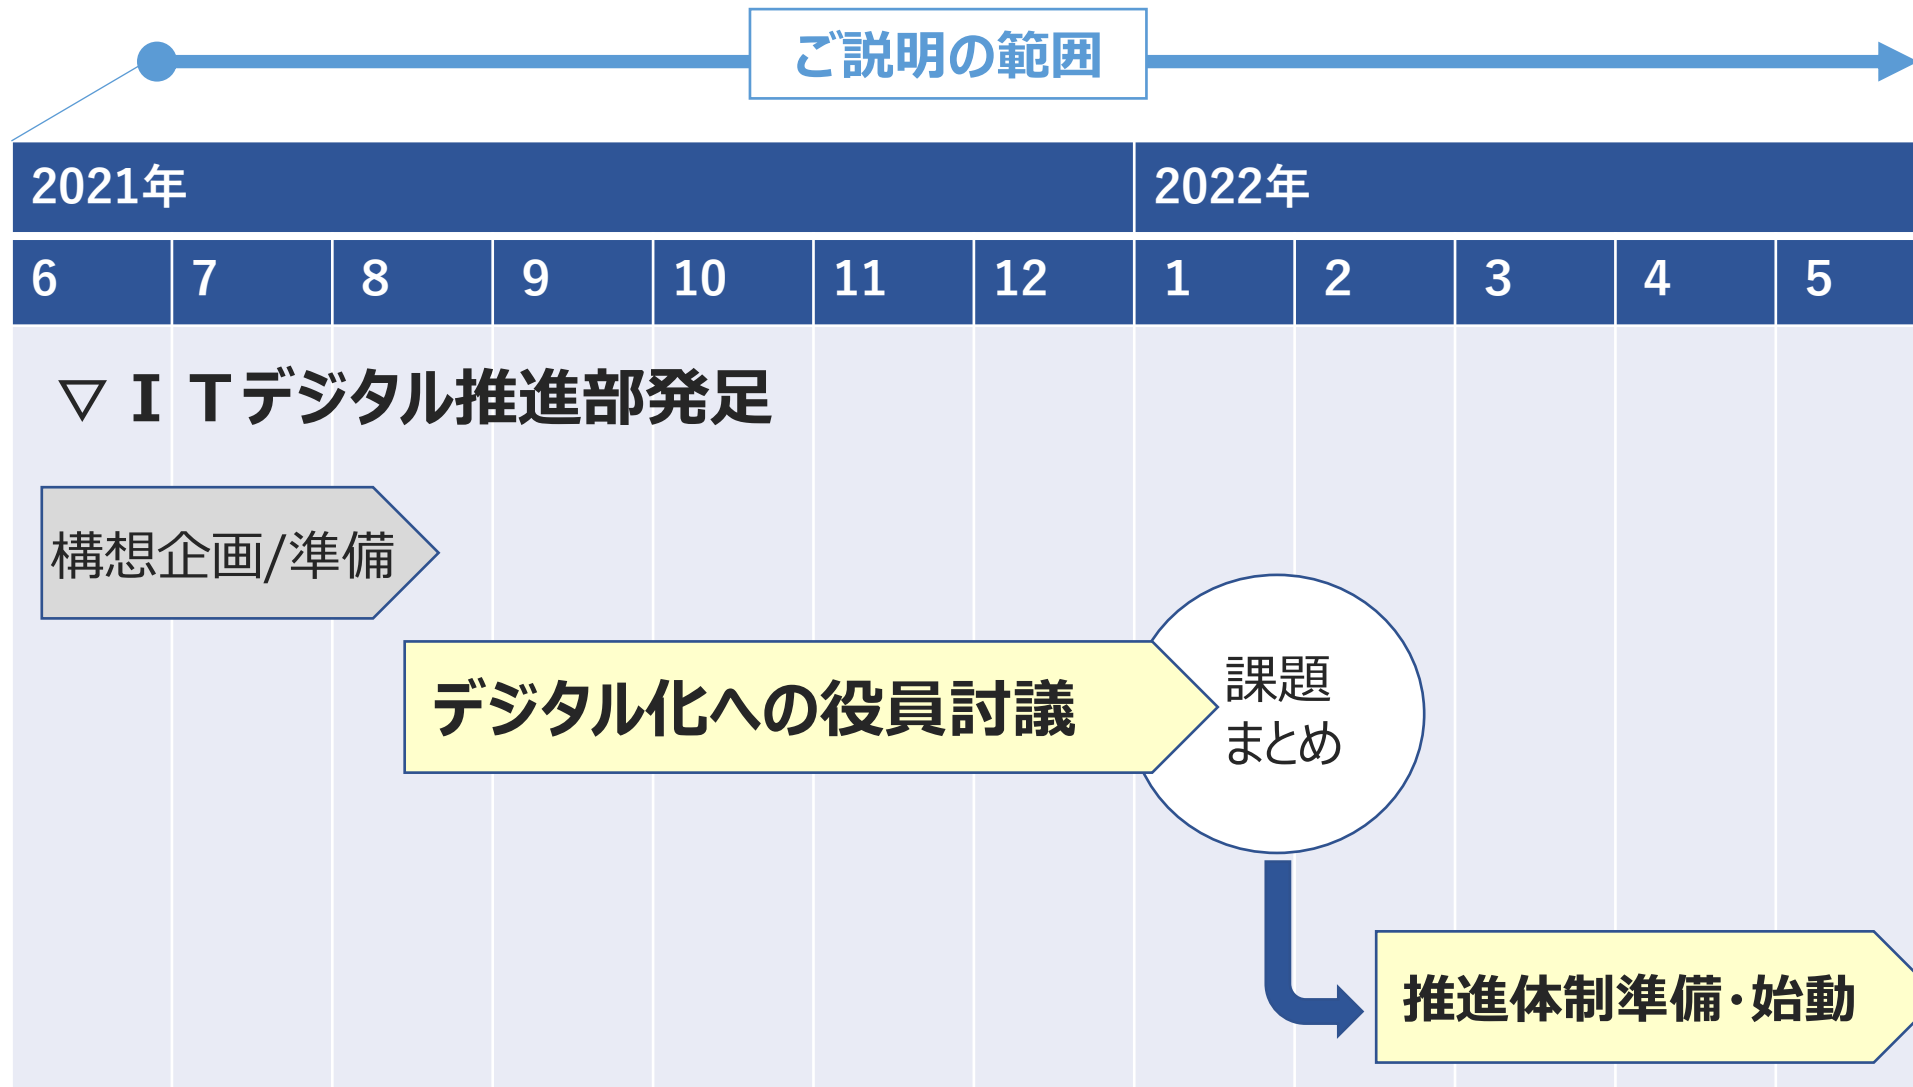 ご説明の範囲
2021年 2022年
6 7 8 9 10 11 12 1 2 3 4 5
▽ＩＴデジタル推進部発足
構想企画/準備
デジタル化への役員討議
課題
まとめ
推進体制準備・始動